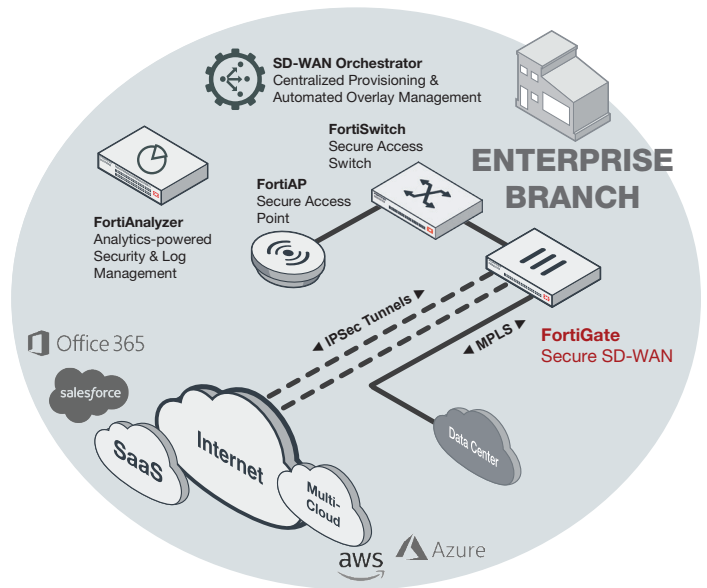 SD-WAN Orchestrator
Centralized Provisioning &
Automated Overlay Management
FortiSwitch
Secure Access
Switch
ENTERPRISE
BRANCH
FortiAP
Secure Access
Point
FortiAnalyzer
Analytics-powered
Security & Log
Management
◄ IPSec Tunnels ►
◄ MPLS ►
FortiGate
Secure SD-WAN
Office 365
salesforce
SaaS
Internet
Multi-
Cloud
Data Center
aws
Azure